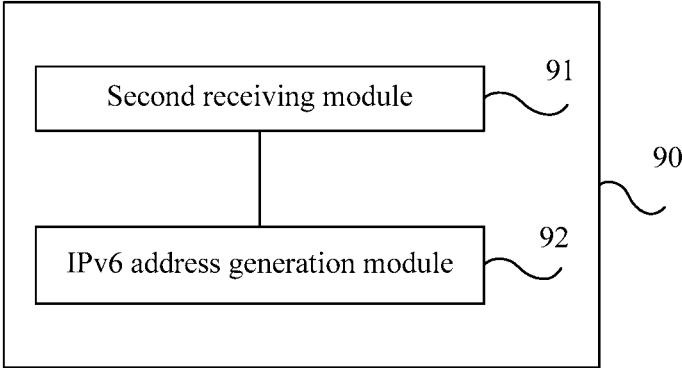 91
Second receiving module
90
92
IPv6 address generation module